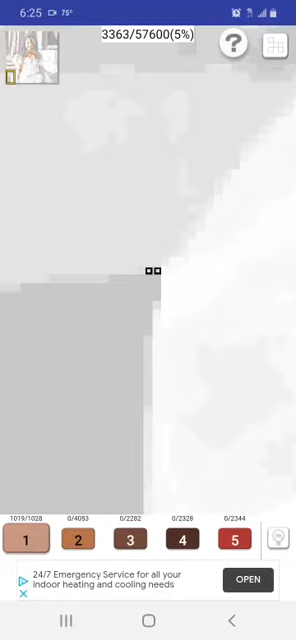 6:25 75°
3363/57600(5%)
?
1019/1028 0/4053 0/2282 0/2328 0/2344
1 2 3 4 5
24/7 Emergency Service for all your
indoor heating and cooling needs
OPEN